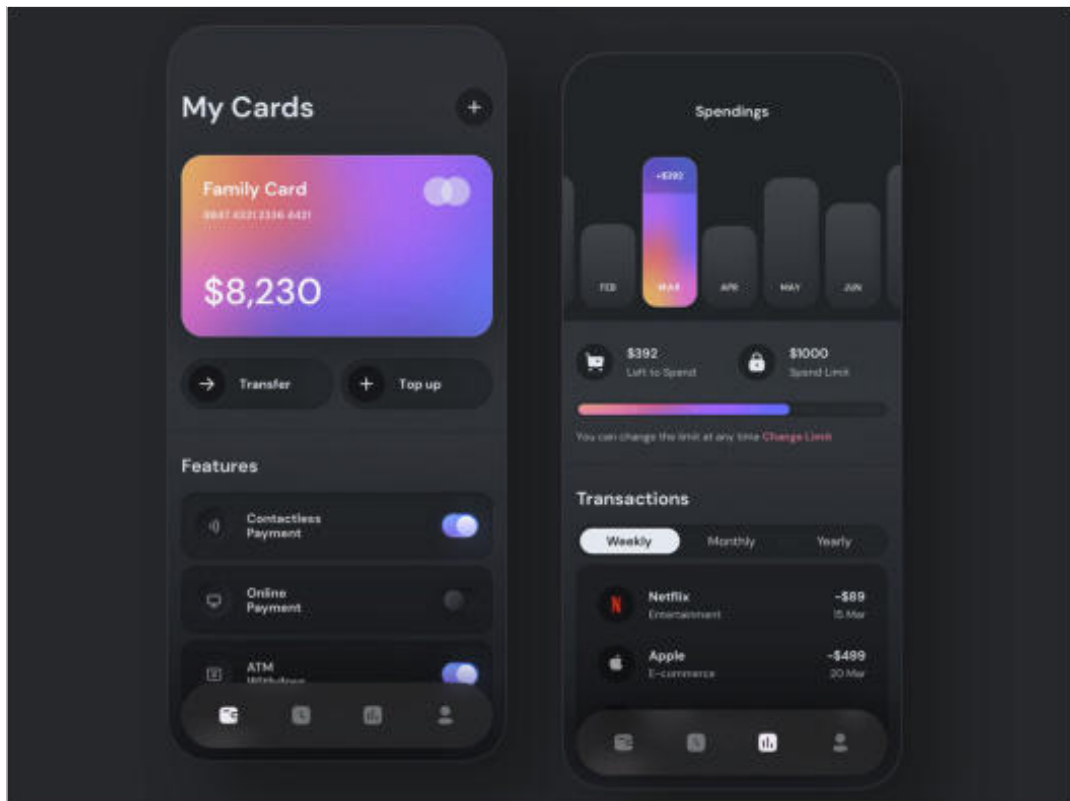 My Cards
Family Card
$8,230
Transfer
Top up
Features
Contactless
Payment
Online
Payment
ATM
Spendings
-$392
FEB
MAR
APR
MAY
JUN
$392
Left to Spend
$1000
Spend Limit
You can change the limit at any time Change Limit
Transactions
Weekly Monthly Yearly
Netflix -$89
Entertainment 15 Mar
Apple -$499
E-commerce 20 Mar